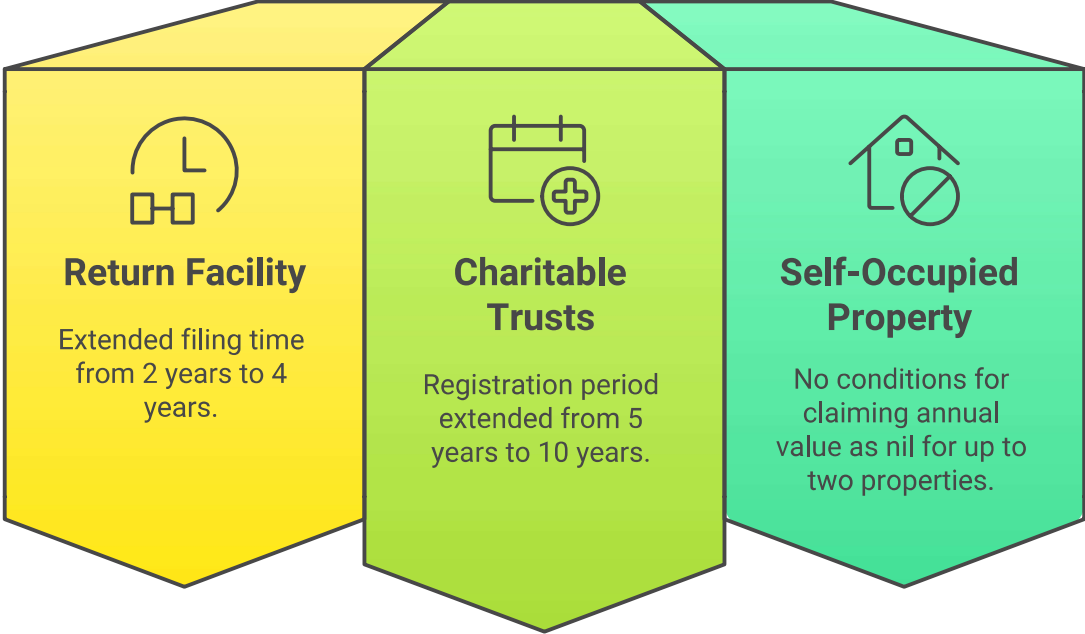 Return Facility
Extended filing time
from 2 years to 4
years.
Charitable
Trusts
Registration period
extended from 5
years to 10 years.
Self-Occupied
Property
No conditions for
claiming annual
value as nil for up to
two properties.